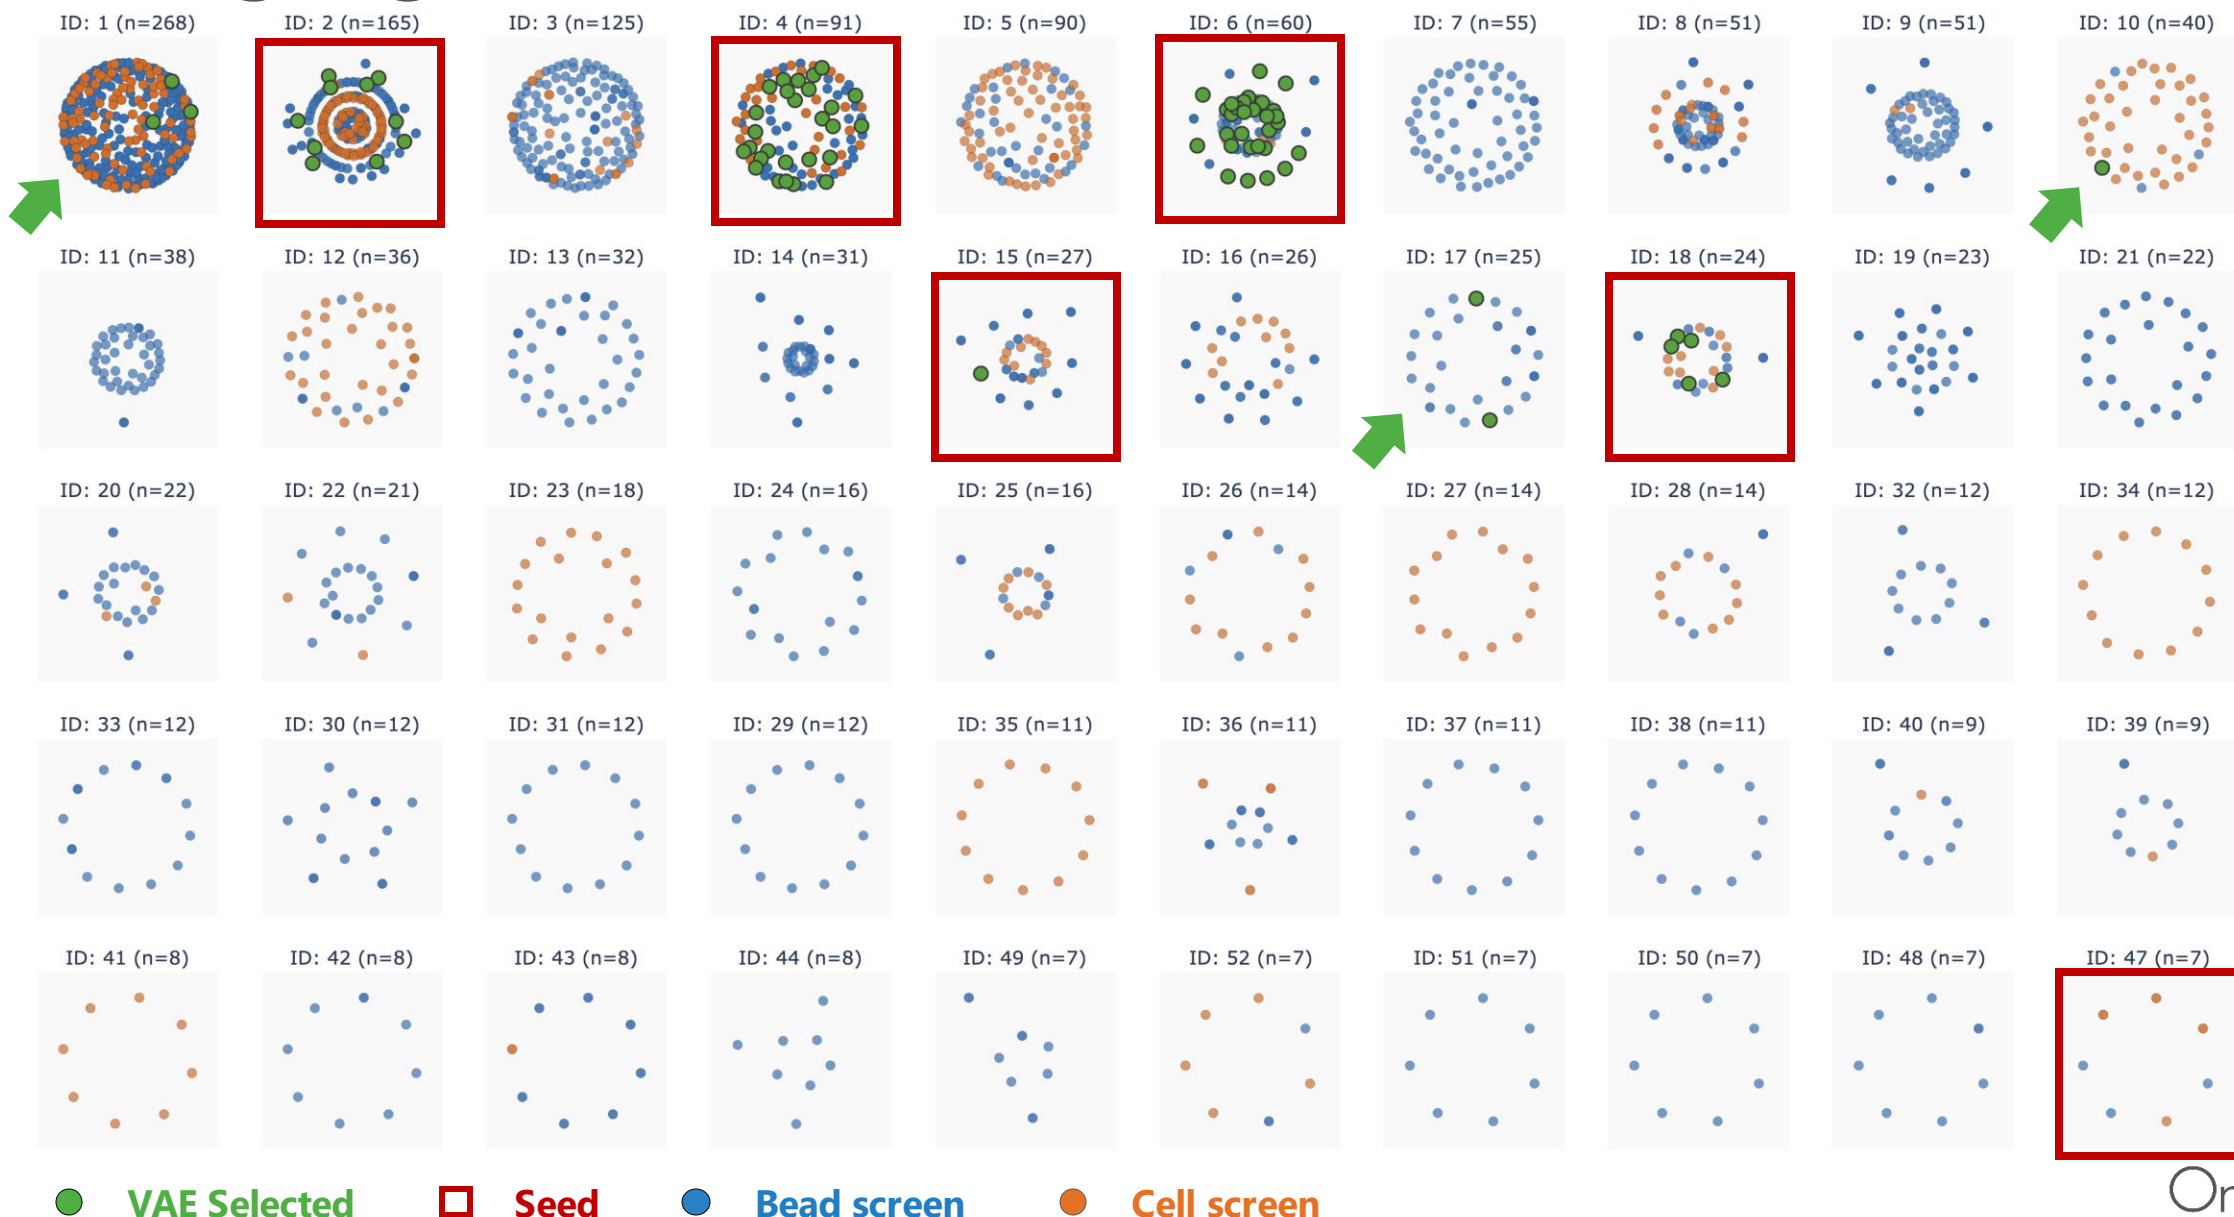 ID: 1 (n=268) ID: 2 (n=165) ID: 3 (n=125) ID: 4 (n=91) ID: 5 (n=90) ID: 6 (n=60) ID: 7 (n=55) ID: 8 (n=51) ID: 9 (n=51) ID: 10 (n=40)
ID: 11 (n=38) ID: 12 (n=36) ID: 13 (n=32) ID: 14 (n=31) ID: 15 (n=27) ID: 16 (n=26) ID: 17 (n=25) ID: 18 (n=24) ID: 19 (n=23) ID: 21 (n=22)
ID: 20 (n=22) ID: 22 (n=21) ID: 23 (n=18) ID: 24 (n=16) ID: 25 (n=16) ID: 26 (n=14) ID: 27 (n=14) ID: 28 (n=14) ID: 32 (n=12) ID: 34 (n=12)
ID: 33 (n=12) ID: 30 (n=12) ID: 31 (n=12) ID: 29 (n=12) ID: 35 (n=11) ID: 36 (n=11) ID: 37 (n=11) ID: 38 (n=11) ID: 40 (n=9) ID: 39 (n=9)
ID: 41 (n=8) ID: 42 (n=8) ID: 43 (n=8) ID: 44 (n=8) ID: 49 (n=7) ID: 52 (n=7) ID: 51 (n=7) ID: 50 (n=7) ID: 48 (n=7) ID: 47 (n=7)
VAE Selected Seed Bead screen Cell screen